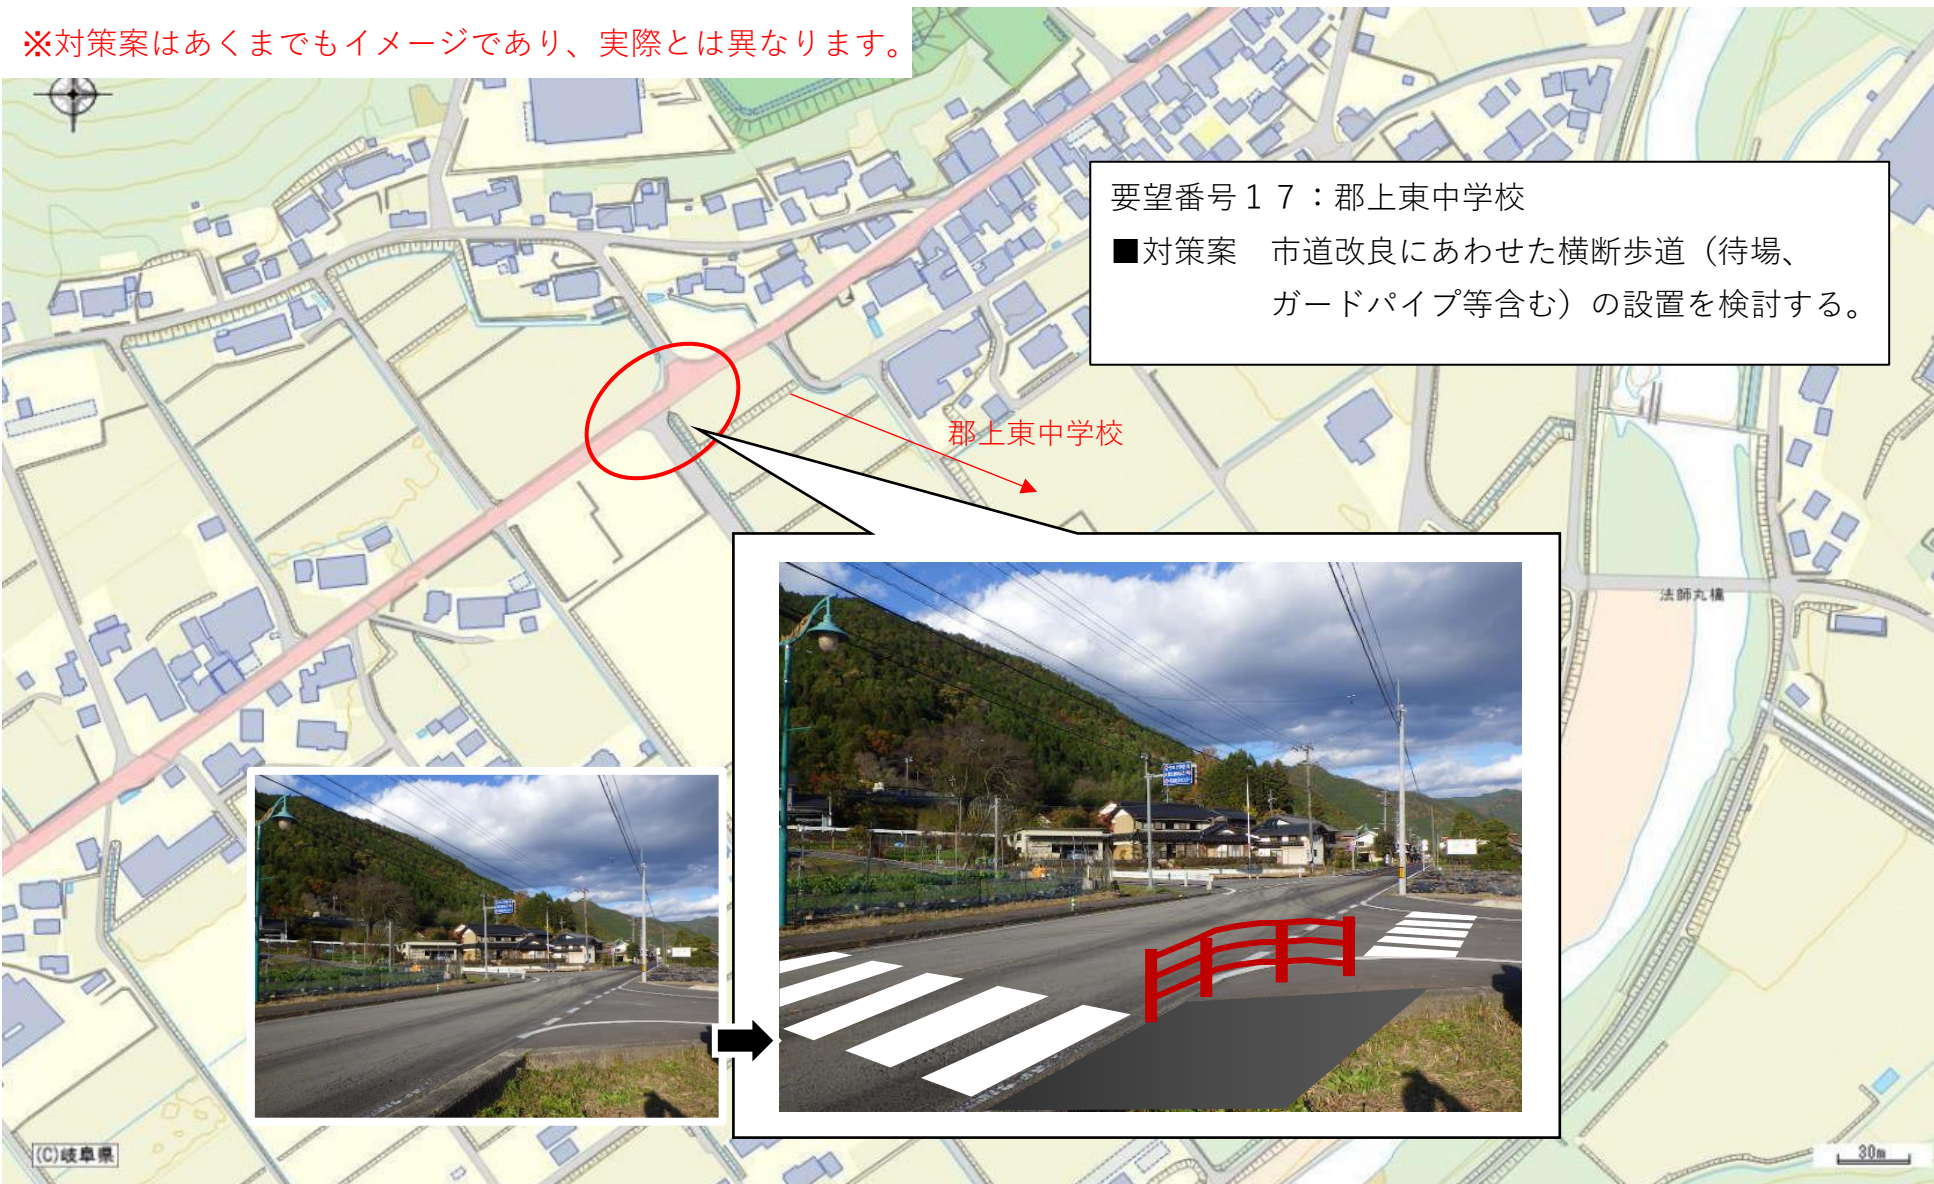 ※対策案はあくまでもイメージであり、実際とは異なります。
要望番号１７：郡上東中学校
■対策案　市道改良にあわせた横断歩道（待場、
ガードパイプ等含む）の設置を検討する。
郡上東中学校
法師丸橋
(C)岐阜県
30m